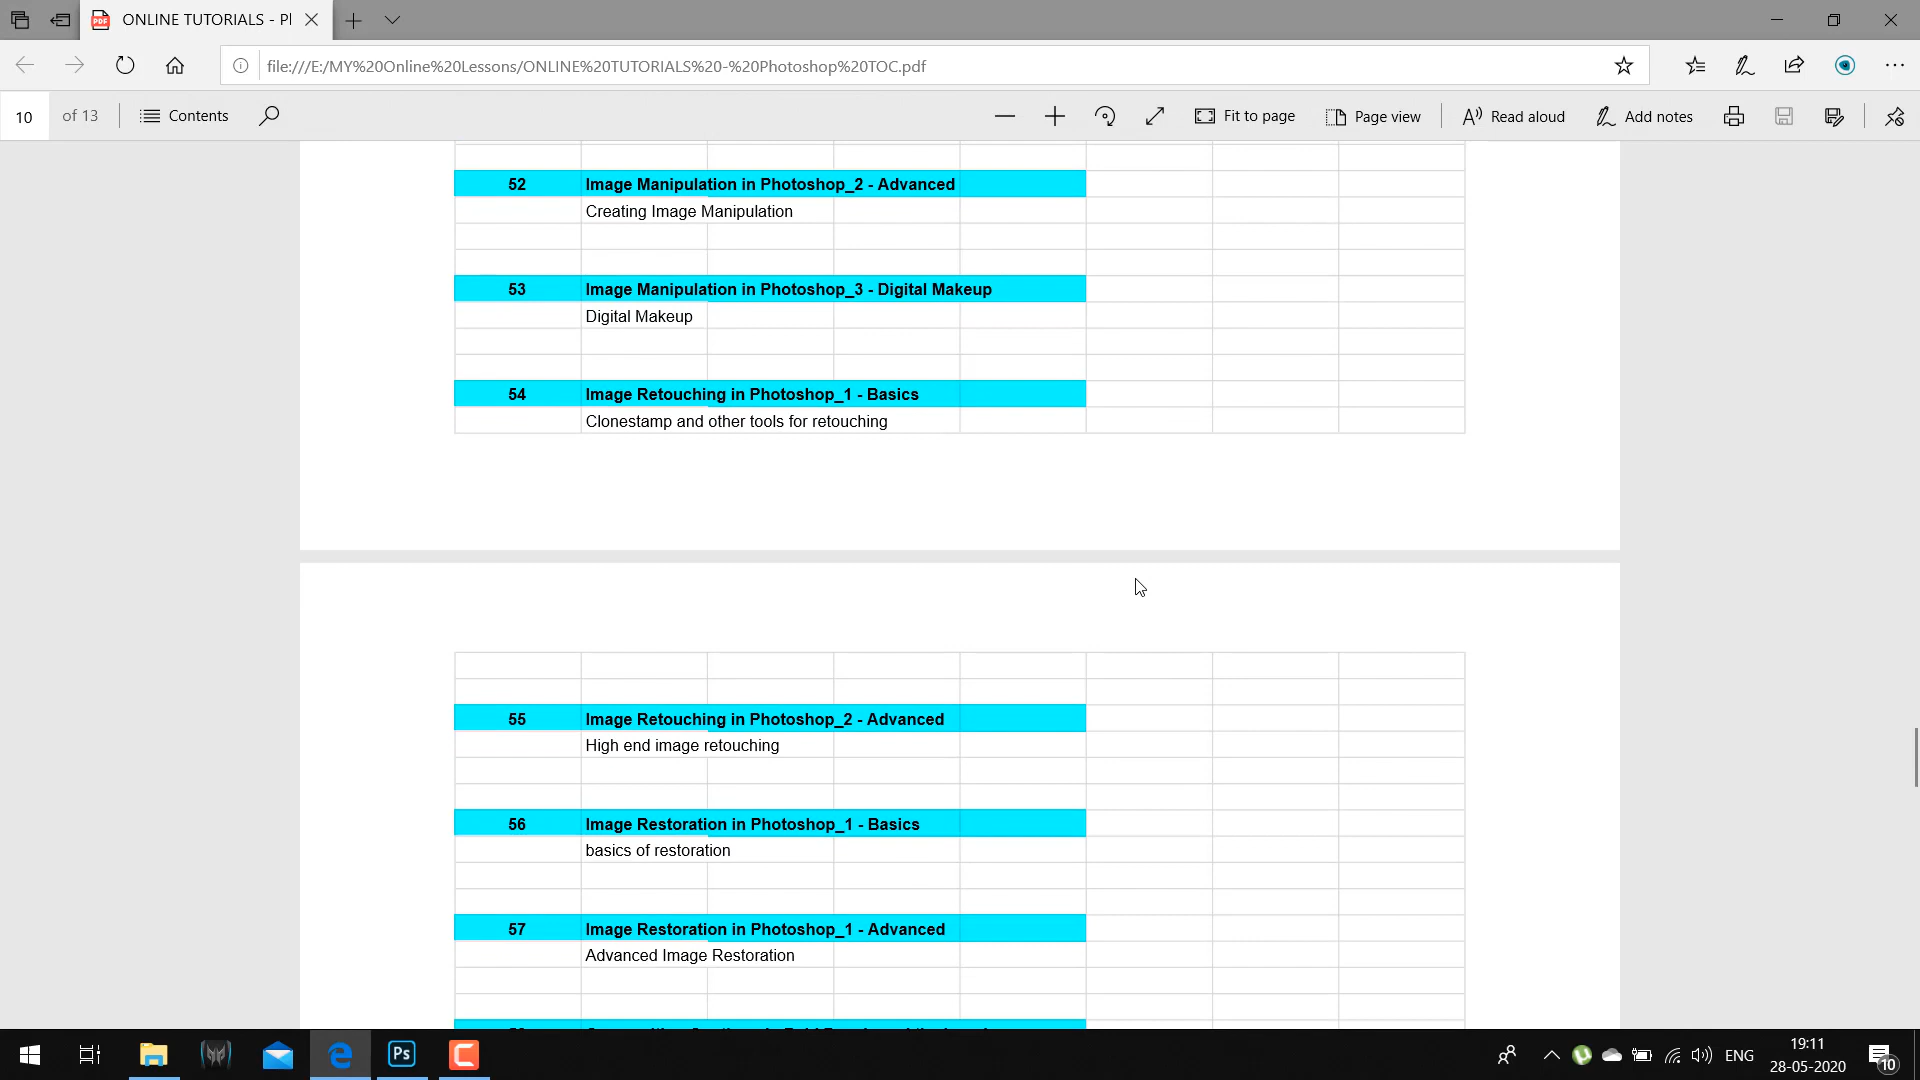 ONLINE TUTORIALS - Pl
file:///E:/MY%20Online%20Lessons/ONLINE%20TUTORIALS%20-%20Photoshop%20TOC.pdf
10 of 13 Contents Fit to page Page view Read aloud Add notes
52 Image Manipulation in Photoshop_2 - Advanced
Creating Image Manipulation
53 Image Manipulation in Photoshop_3 - Digital Makeup
Digital Makeup
54 Image Retouching in Photoshop_1 - Basics
Clonestamp and other tools for retouching
55 Image Retouching in Photoshop_2 - Advanced
High end image retouching
56 Image Restoration in Photoshop_1 - Basics
basics of restoration
57 Image Restoration in Photoshop_1 - Advanced
Advanced Image Restoration
Ps ENG 19:11
28-05-2020 10